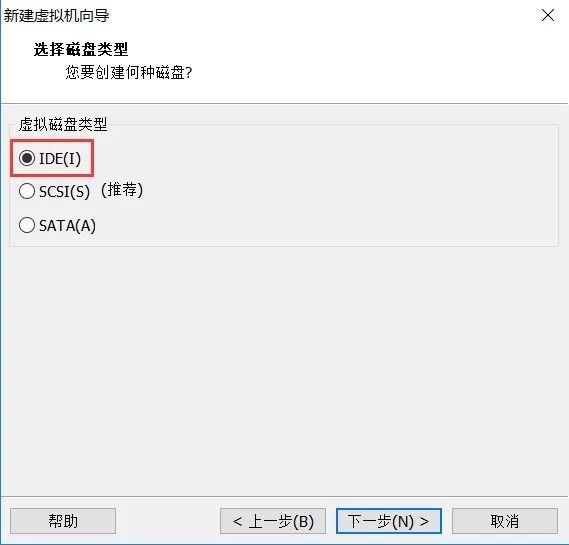 新建虚拟机向导
选择磁盘类型
您要创建何种磁盘?
虚拟磁盘类型
IDE(I)
SCSI(S) (推荐)
SATA(A)
帮助 < 上一步(B) 下一步(N) > 取消